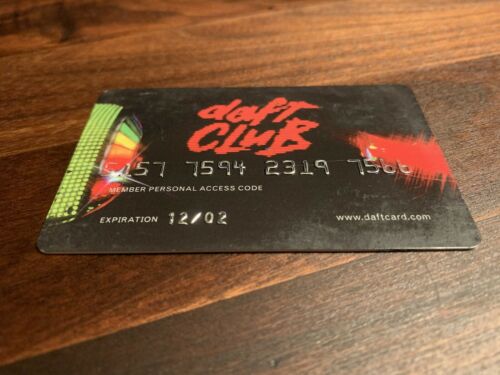 daft
CLUB
7594 2319
MEMBER PERSONAL ACCESS CODE
EXPIRATION 12/02
www.daftcard.com